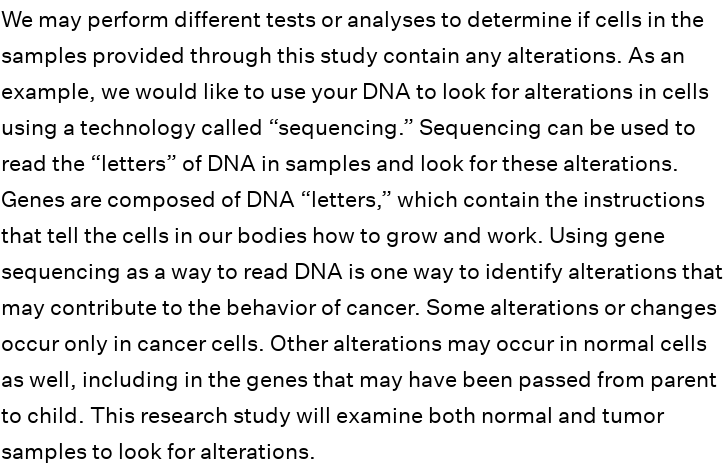 We may perform different tests or analyses to determine if cells in the
samples provided through this study contain any alterations. As an
example, we would like to use your DNA to look for alterations in cells
using a technology called “sequencing.” Sequencing can be used to
read the “letters” of DNA in samples and look for these alterations.
Genes are composed of DNA “letters,” which contain the instructions
that tell the cells in our bodies how to grow and work. Using gene
sequencing as a way to read DNA is one way to identify alterations that
may contribute to the behavior of cancer. Some alterations or changes
occur only in cancer cells. Other alterations may occur in normal cells
as well, including in the genes that may have been passed from parent
to child. This research study will examine both normal and tumor
samples to look for alterations.